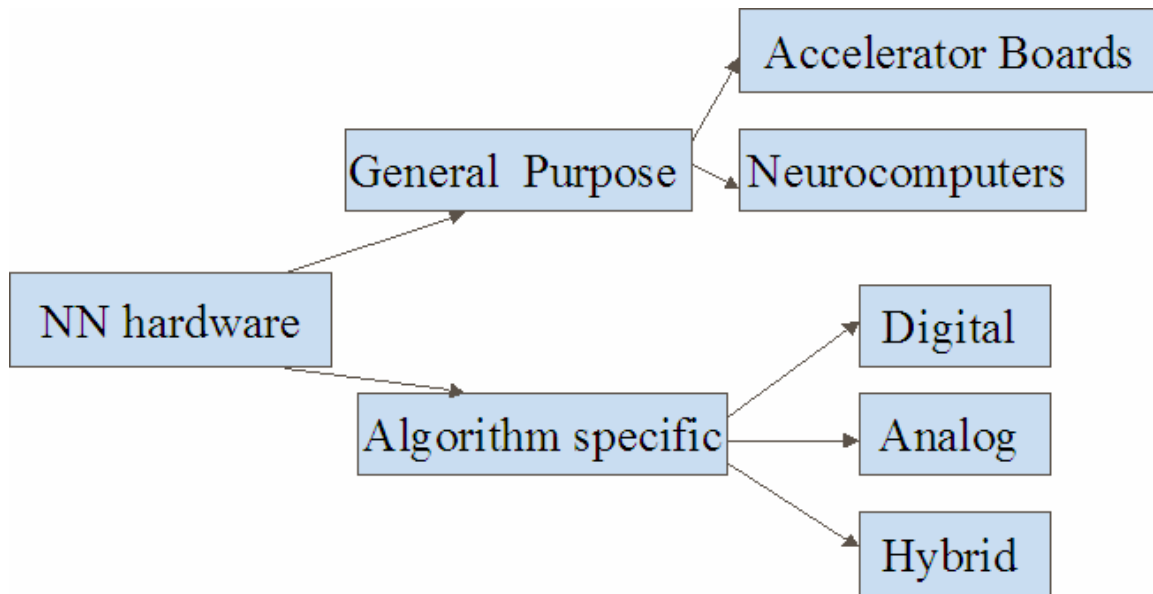 Accelerator Boards
General Purpose
Neurocomputers
NN hardware
Digital
Algorithm specific
Analog
Hybrid